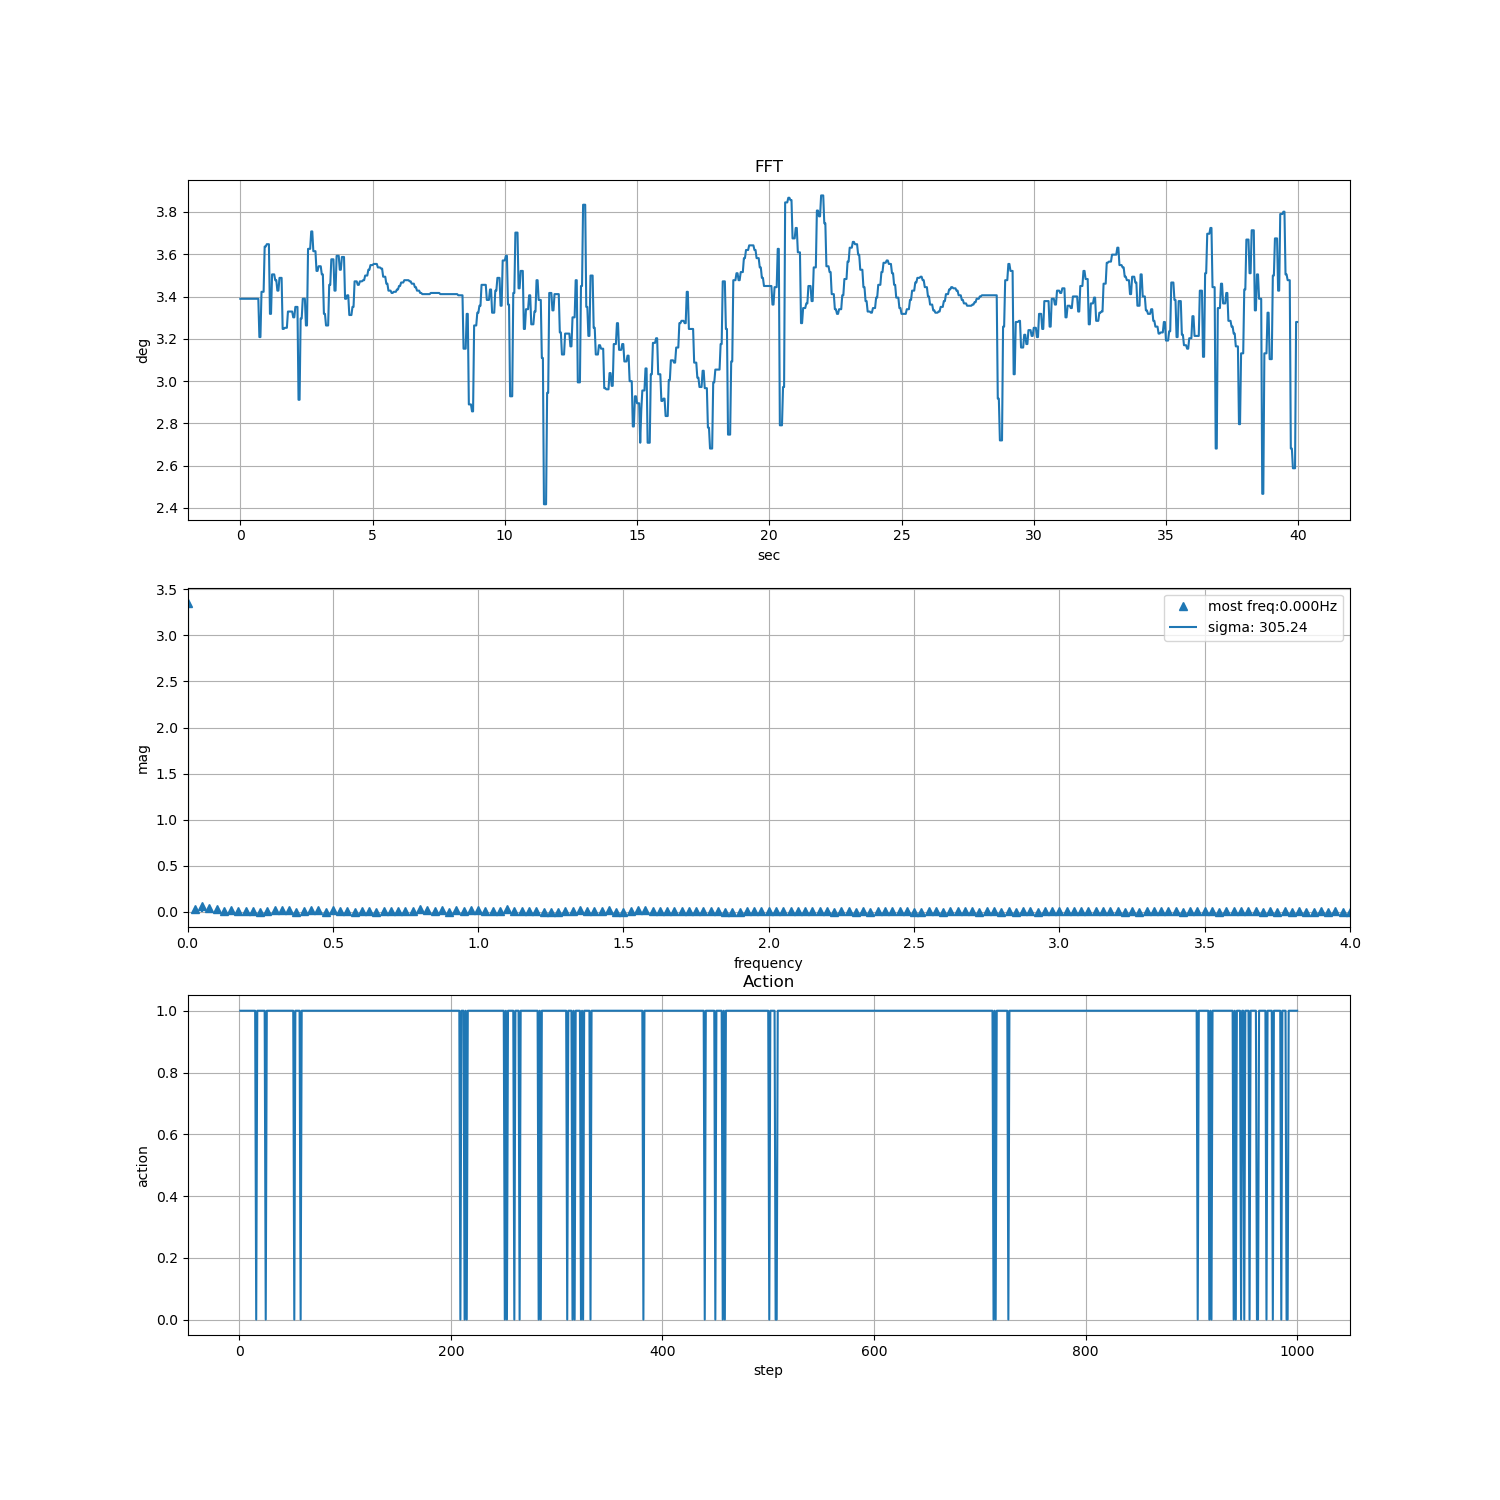 FFT
deg
3.8
3.6
3.4
3.2
3.0
2.8
2.6
2.4
0 5 10 15 20 25 30 35 40
sec
mag
3.5
3.0
2.5
2.0
1.5
1.0
0.5
0.0
most freq:0.000Hz
sigma: 305.24
0.0 0.5 1.0 1.5 2.0 2.5 3.0 3.5 4.0
frequency
Action
action
1.0
0.8
0.6
0.4
0.2
0.0
0 200 400 600 800 1000
step